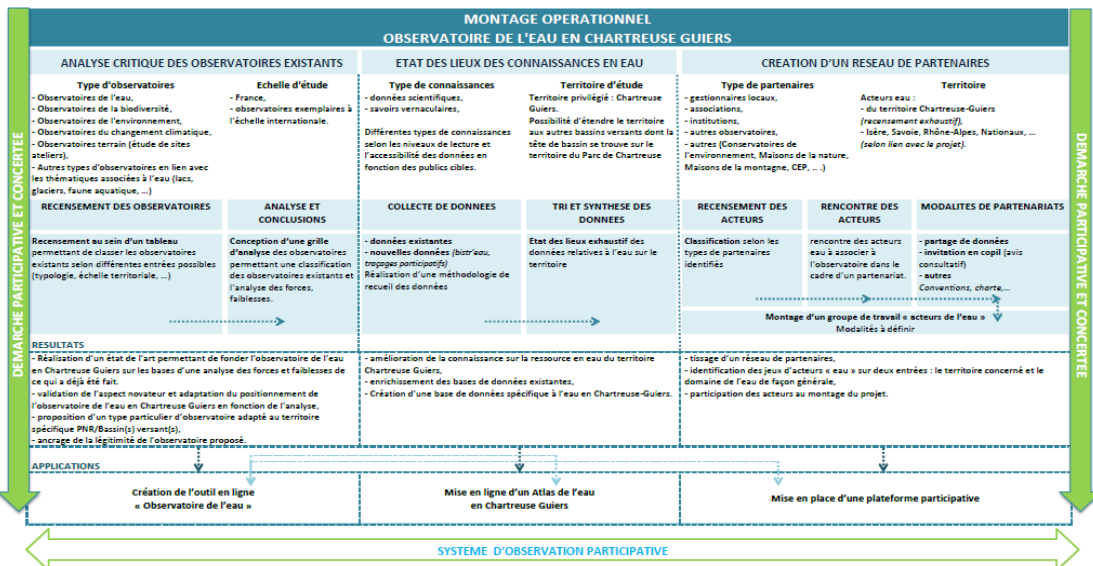 MONTAGE OPERATIONNEL
OBSERVATOIRE DE L'EAU EN CHARTREUSE GUIERS
DEMARCHE PARTICIPATIVE ET CONCERTEE
ANALYSE CRITIQUE DES OBSERVATOIRES EXISTANTS
Type d'observatoires
- Observatoires de l'eau,
- Observatoires de la biodiversité,
- Observatoires de l'environnement,
- Observatoires du changement climatique,
- Observatoires terrain (étude de sites
ateliers),
- Autres types d'observatoires en lien avec
les thématiques associées à l'eau (lacs,
glaciers, faune aquatique, ...)
Echelle d'étude
- France,
- observatoires exemplaires à
l'échelle internationale.
ETAT DES LIEUX DES CONNAISSANCES EN EAU
Type de connaissances
- données scientifiques,
- savoirs vernaculaires,
Différentes types de connaissances
selon les niveaux de lecture et
l'accessibilité des données en
fonction des publics cibles.
Territoire d'étude
Territoire privilégié : Chartreuse
Guiers.
Possibilité d'étendre le territoire
aux autres bassins versants dont la
tête de bassin se trouve sur le
territoire du Parc de Chartreuse
CREATION D'UN RESEAU DE PARTENAIRES
Type de partenaires
- gestionnaires locaux,
- associations,
- institutions,
- autres observatoires,
- autres (Conservatoires de
l'environnement, Maisons de la nature,
Maisons de la montagne, CEP, .. .)
Territoire
Acteurs eau :
- du territoire Chartreuse-Guiers
(recensement exhaustif),
- Isère, Savoie, Rhône-Alpes, Nationaux, ...
(selon lien avec le projet).
RECENSEMENT DES OBSERVATOIRES
Recensement au sein d'un tableau
permettant de classer les observatoires
existants selon différentes entrées possibles
(typologie, échelle territoriale, ...)
ANALYSE ET
CONCLUSIONS
Conception d'une grille
d'analyse des observatoires
permettant une classification
des observatoires existants et
l'analyse des forces,
faiblesses.
COLLECTE DE DONNEES
- données existantes
- nouvelles données (bistr'eau,
traçages participatifs)
Réalisation d'une méthodologie de
recueil des données
TRI ET SYNTHESE DES
DONNEES
Etat des lieux exhaustif des
données relatives à l'eau sur le
territoire
RECENSEMENT DES
ACTEURS
Classification selon les
types de partenaires
identifiés
RENCONTRE DES
ACTEURS
rencontre des acteurs
eau à associer à
l'observatoire dans le
cadre d'un partenariat.
MODALITES DE PARTENARIATS
- partage de données
- invitation en copil (avis
consultatif)
- autres
Conventions, charte,...
Montage d'un groupe de travail « acteurs de l'eau »
Modalités à définir
RESULTATS
- Réalisation d'un état de l'art permettant de fonder l'observatoire de l'eau
en Chartreuse Guiers sur les bases d'une analyse des forces et faiblesses de
ce qui a déjà été fait.
- validation de l'aspect novateur et adaptation du positionnement de
l'observatoire de l'eau en Chartreuse Guiers en fonction de l'analyse,
- proposition d'un type particulier d'observatoire adapté au territoire
spécifique PNR/Bassin(s) versant(s),
- ancrage de la légitimité de l'observatoire proposé.
- amélioration de la connaissance sur la ressource en eau du territoire
Chartreuse Guiers,
- enrichissement des bases de données existantes,
- Création d'une base de données spécifique à l'eau en Chartreuse-Guiers.
- tissage d'un réseau de partenaires,
- identification des jeux d'acteurs « eau » sur deux entrées : le territoire concerné et le
domaine de l'eau de façon générale,
- participation des acteurs au montage du projet.
APPLICATIONS
Création de l'outil en ligne
« Observatoire de l'eau »
Mise en ligne d'un Atlas de l'eau
en Chartreuse Guiers
Mise en place d'une plateforme participative
DEMARCHE PARTICIPATIVE ET CONCERTEE
SYSTEME D'OBSERVATION PARTICIPATIVE